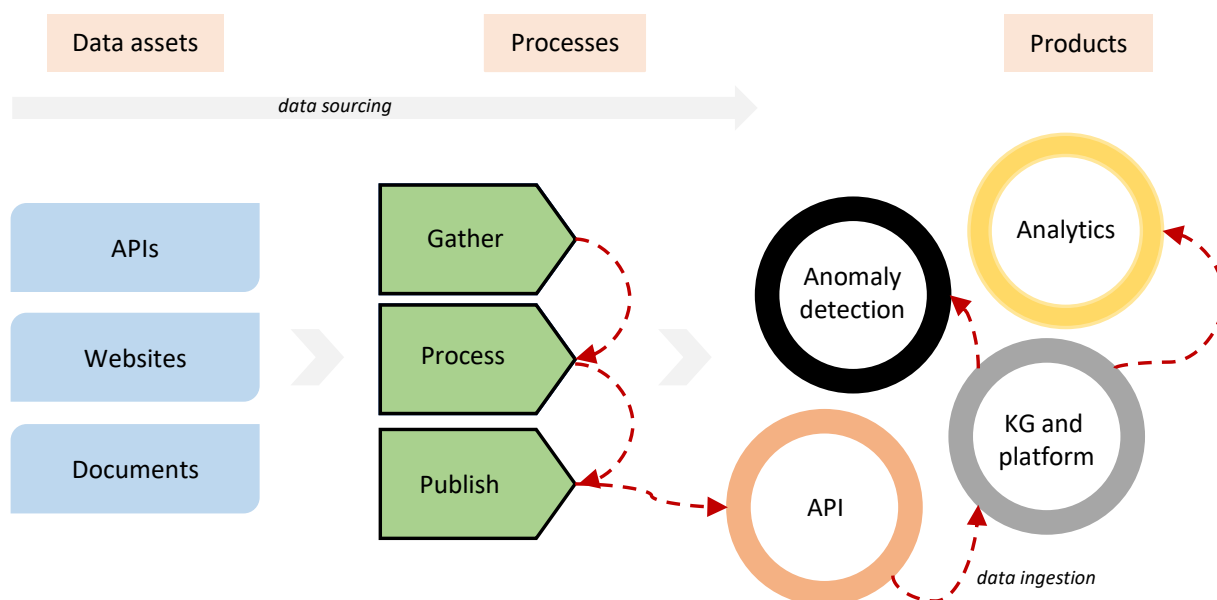 Data assets
Processes
Products
data sourcing
APIs
Websites
Documents
Gather
Process
Publish
Anomaly
detection
Analytics
KG and
platform
API
data ingestion